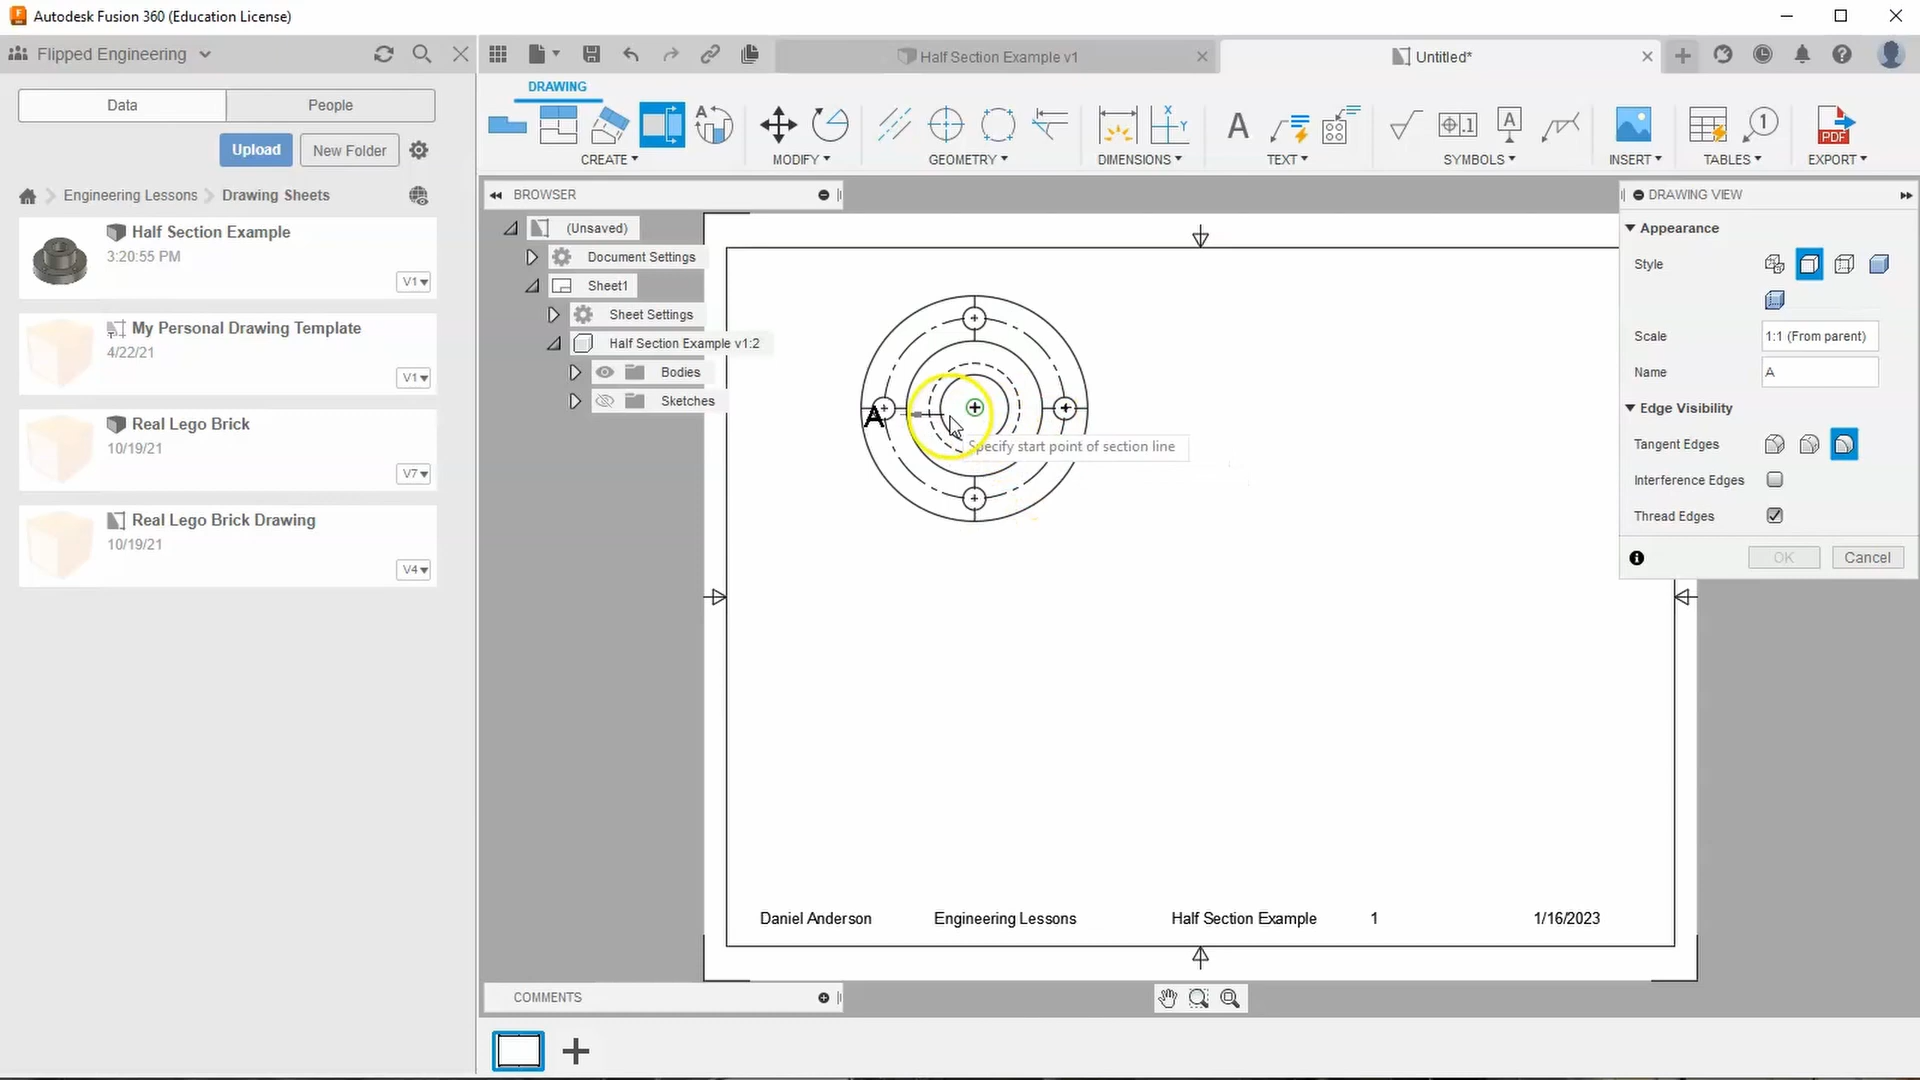 Autodesk Fusion 360 (Education License)
Flipped Engineering
Half Section Example v1
Untitled*
Data
People
Upload
New Folder
Engineering Lessons
Drawing Sheets
Half Section Example
3:20:55 PM
V1
My Personal Drawing Template
4/22/21
V1
Real Lego Brick
10/19/21
V7
Real Lego Brick Drawing
10/19/21
V4
DRAWING
CREATE
MODIFY
GEOMETRY
DIMENSIONS
TEXT
SYMBOLS
INSERT
TABLES
EXPORT
BROWSER
(Unsaved)
Document Settings
Sheet1
Sheet Settings
Half Section Example v1:2
Bodies
Sketches
A
Specify start point of section line
DRAWING VIEW
Appearance
Style
Scale
1:1 (From parent)
Name
A
Edge Visibility
Tangent Edges
Interference Edges
Thread Edges
OK
Cancel
Daniel Anderson
Engineering Lessons
Half Section Example
1
1/16/2023
COMMENTS